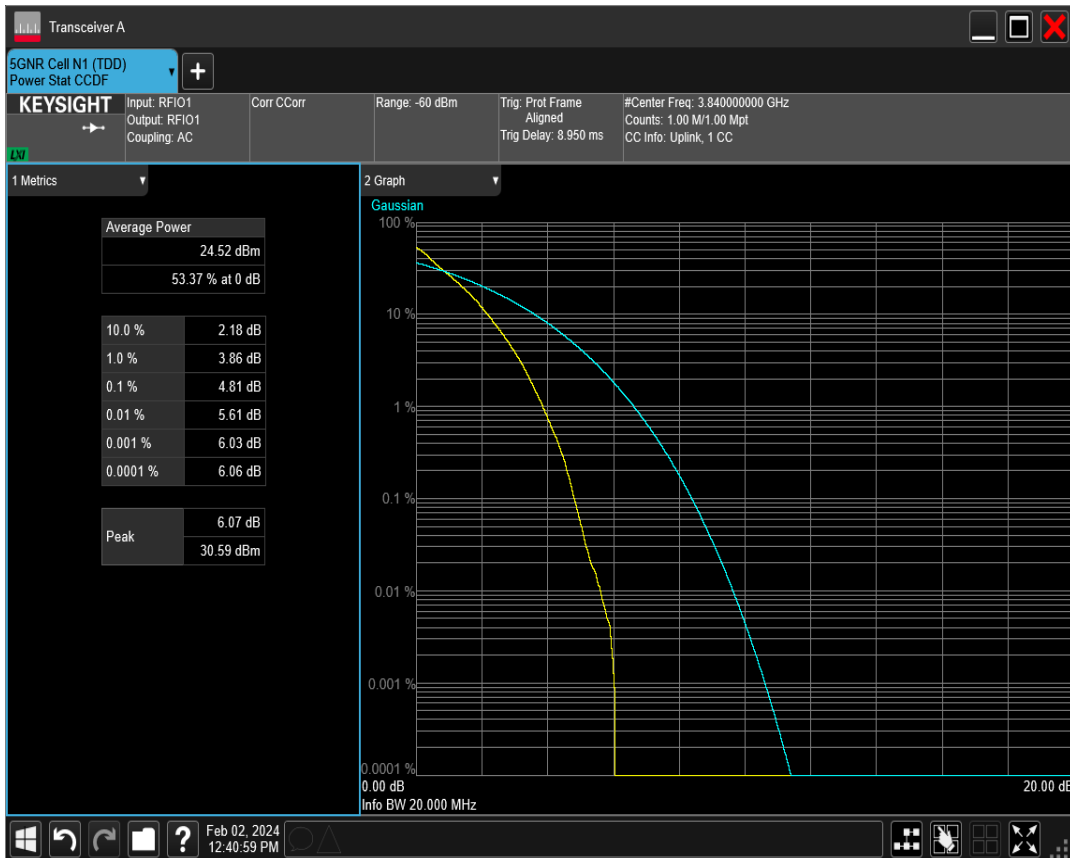 Transceiver A
5GNR Cell N1 (TDD)
Power Stat CCDF
KEYSIGHT
LXI
Input: RFIO1
Output: RFIO1
Coupling: AC
Corr CCorr
Range: -60 dBm
Trig: Prot Frame
Aligned
Trig Delay: 8.950 ms
#Center Freq: 3.840000000 GHz
Counts: 1.00 M/1.00 Mpt
CC Info: Uplink, 1 CC
1 Metrics
Average Power
24.52 dBm
53.37 % at 0 dB
10.0 % 2.18 dB
1.0 % 3.86 dB
0.1 % 4.81 dB
0.01 % 5.61 dB
0.001 % 6.03 dB
0.0001 % 6.06 dB
Peak
6.07 dB
30.59 dBm
2 Graph
Gaussian
100 %
10 %
1 %
0.1 %
0.01 %
0.001 %
0.0001 %
0.00 dB 20.00 dB
Info BW 20.000 MHz
?
Feb 02, 2024
12:40:59 PM